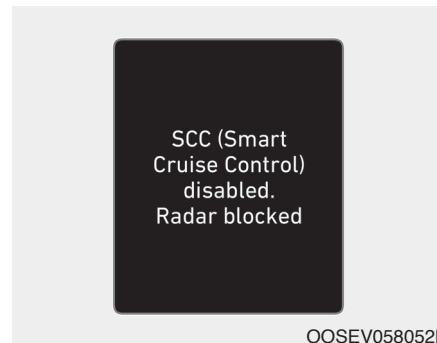 SCC (Smart
Cruise Control)
disabled.
Radar blocked
OOSEV058052